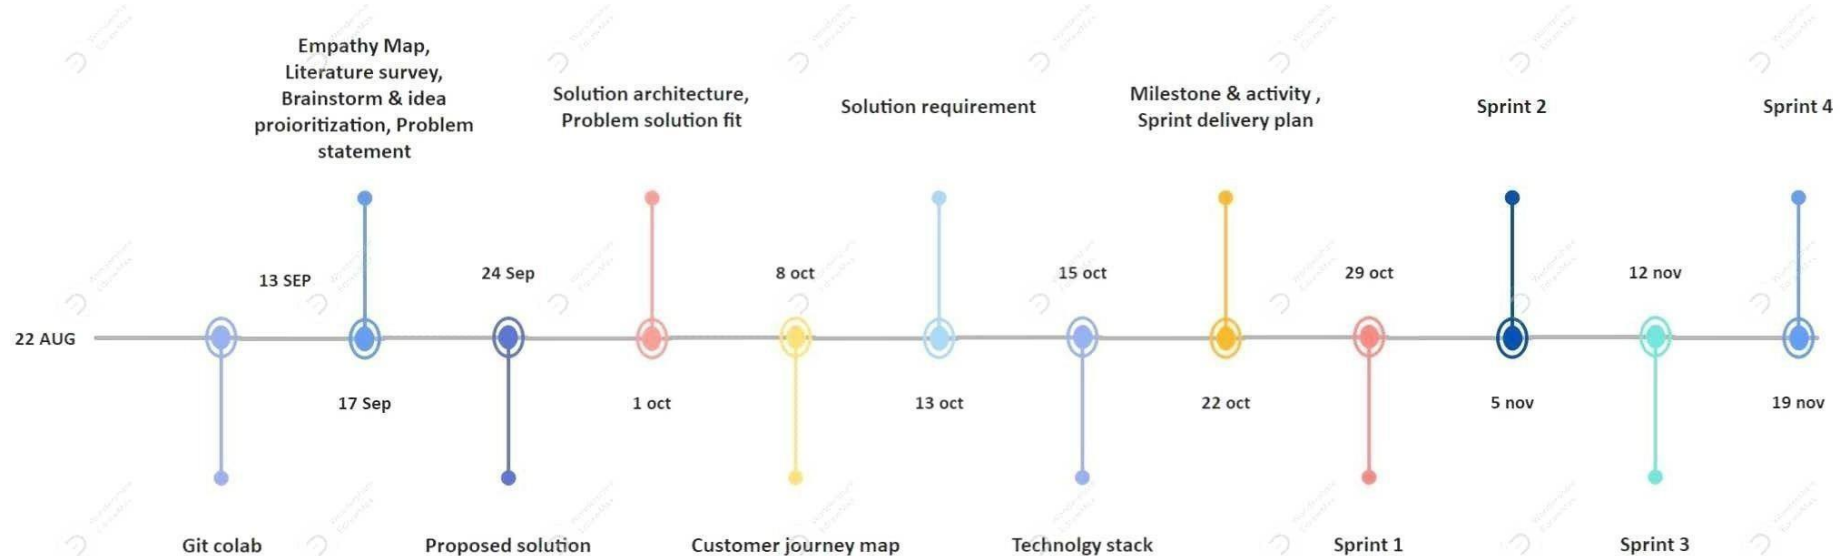 Empathy Map,
Literature survey,
Brainstorm & idea
proioritization, Problem
statement
Solution architecture,
Problem solution fit
Solution requirement
Milestone & activity ,
Sprint delivery plan
Sprint 2
Sprint 4
13 SEP
24 Sep
8 oct
15 oct
29 oct
12 nov
22 AUG
17 Sep
1 oct
13 oct
22 oct
5 nov
19 nov
Git colab
Proposed solution
Customer journey map
Technolgy stack
Sprint 1
Sprint 3